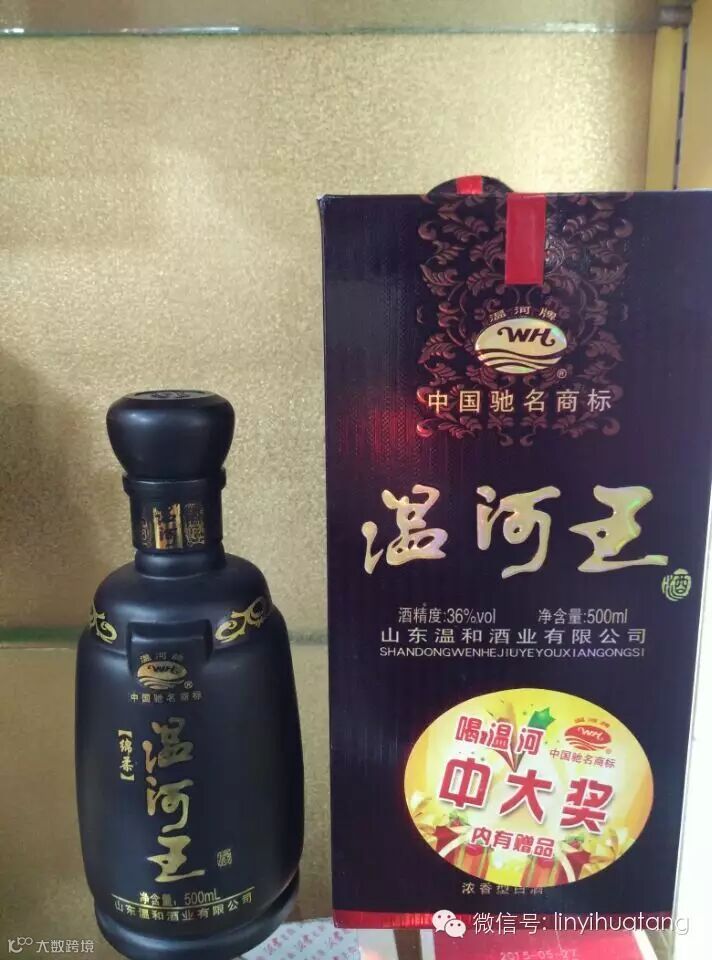 温河牌
WH
®
中国驰名商标
温河王
酒
酒精度:36%vol 净含量:500ml
山东温和酒业有限公司
SHANDONGWENHEJIUYEYOUXIANGONGSI
喝温河
温河牌
WH
中国驰名商标
中大奖
内有赠品
浓香型白酒
温河牌
WH
®
中国驰名商标
【绵柔】
温河王
酒
净含量:500mL
山东温和酒业有限公司
微信号: linyihuatang
大数跨境
2015-05-27